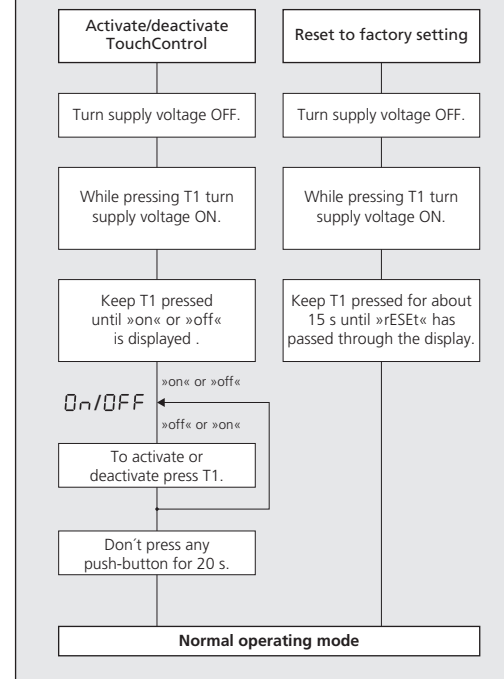 Activate/deactivate
TouchControl
Turn supply voltage OFF.
While pressing T1 turn
supply voltage ON.
Keep T1 pressed
until »on« or »off«
is displayed .
»on« or »off«
On/OFF
»off« or »on«
To activate or
deactivate press T1.
Don´t press any
push-button for 20 s.
Reset to factory setting
Turn supply voltage OFF.
While pressing T1 turn
supply voltage ON.
Keep T1 pressed for about
15 s until »rESEt« has
passed through the display.
Normal operating mode